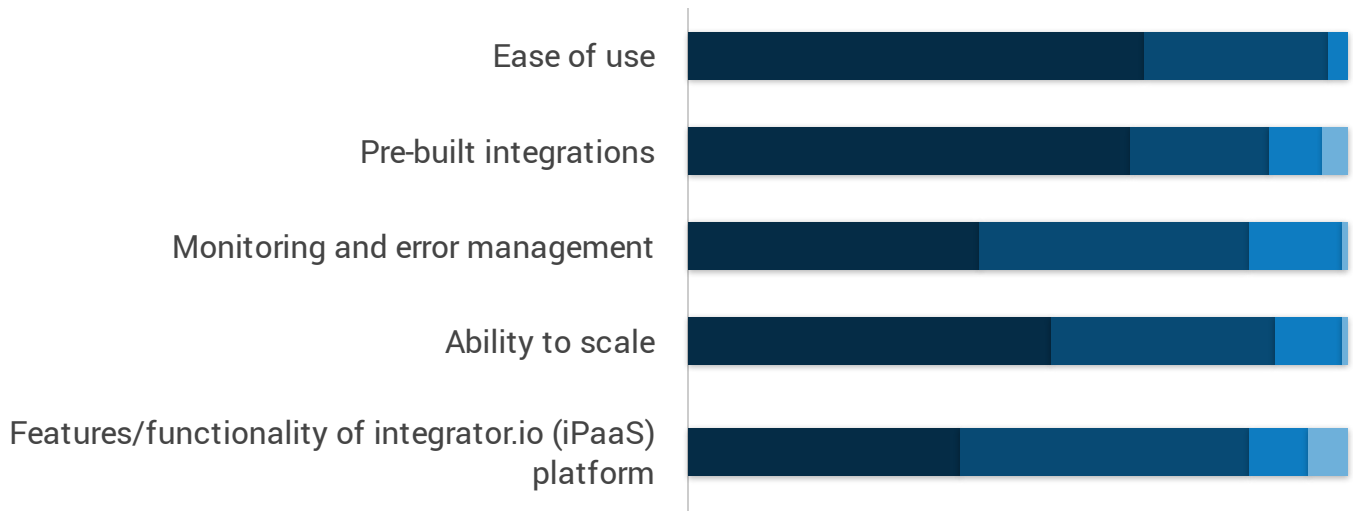 Ease of use
Pre-built integrations
Monitoring and error management
Ability to scale
Features/functionality of integrator.io (iPaaS)
platform